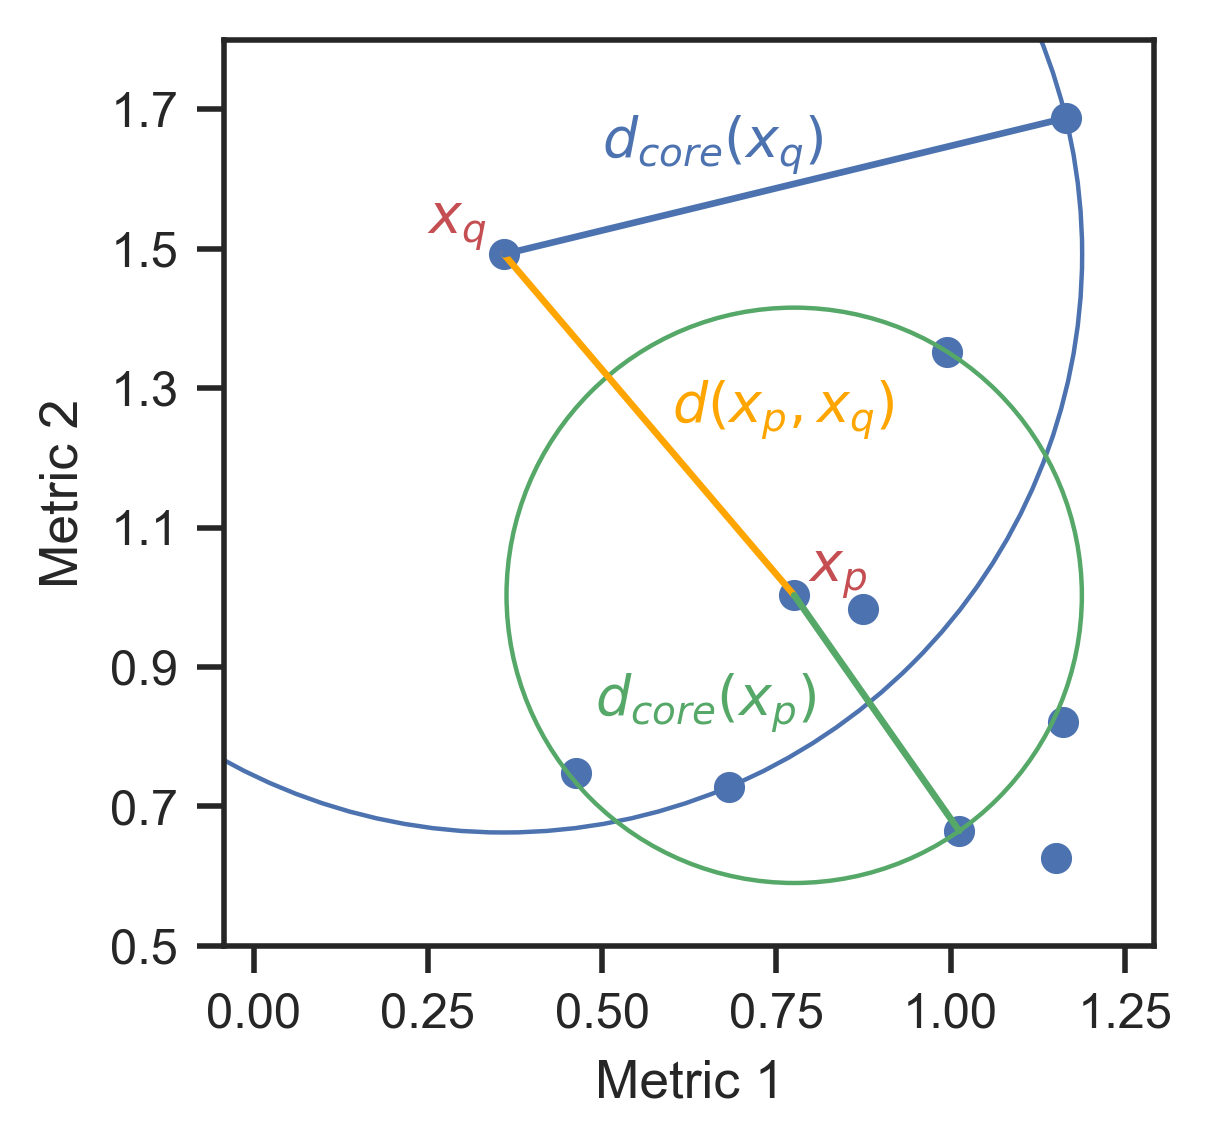 1.7
1.5
1.3
1.1
0.9
0.7
0.5
Metric 2
d_core(x_q)
x_q
d(x_p, x_q)
x_p
d_core(x_p)
0.00 0.25 0.50 0.75 1.00 1.25
Metric 1